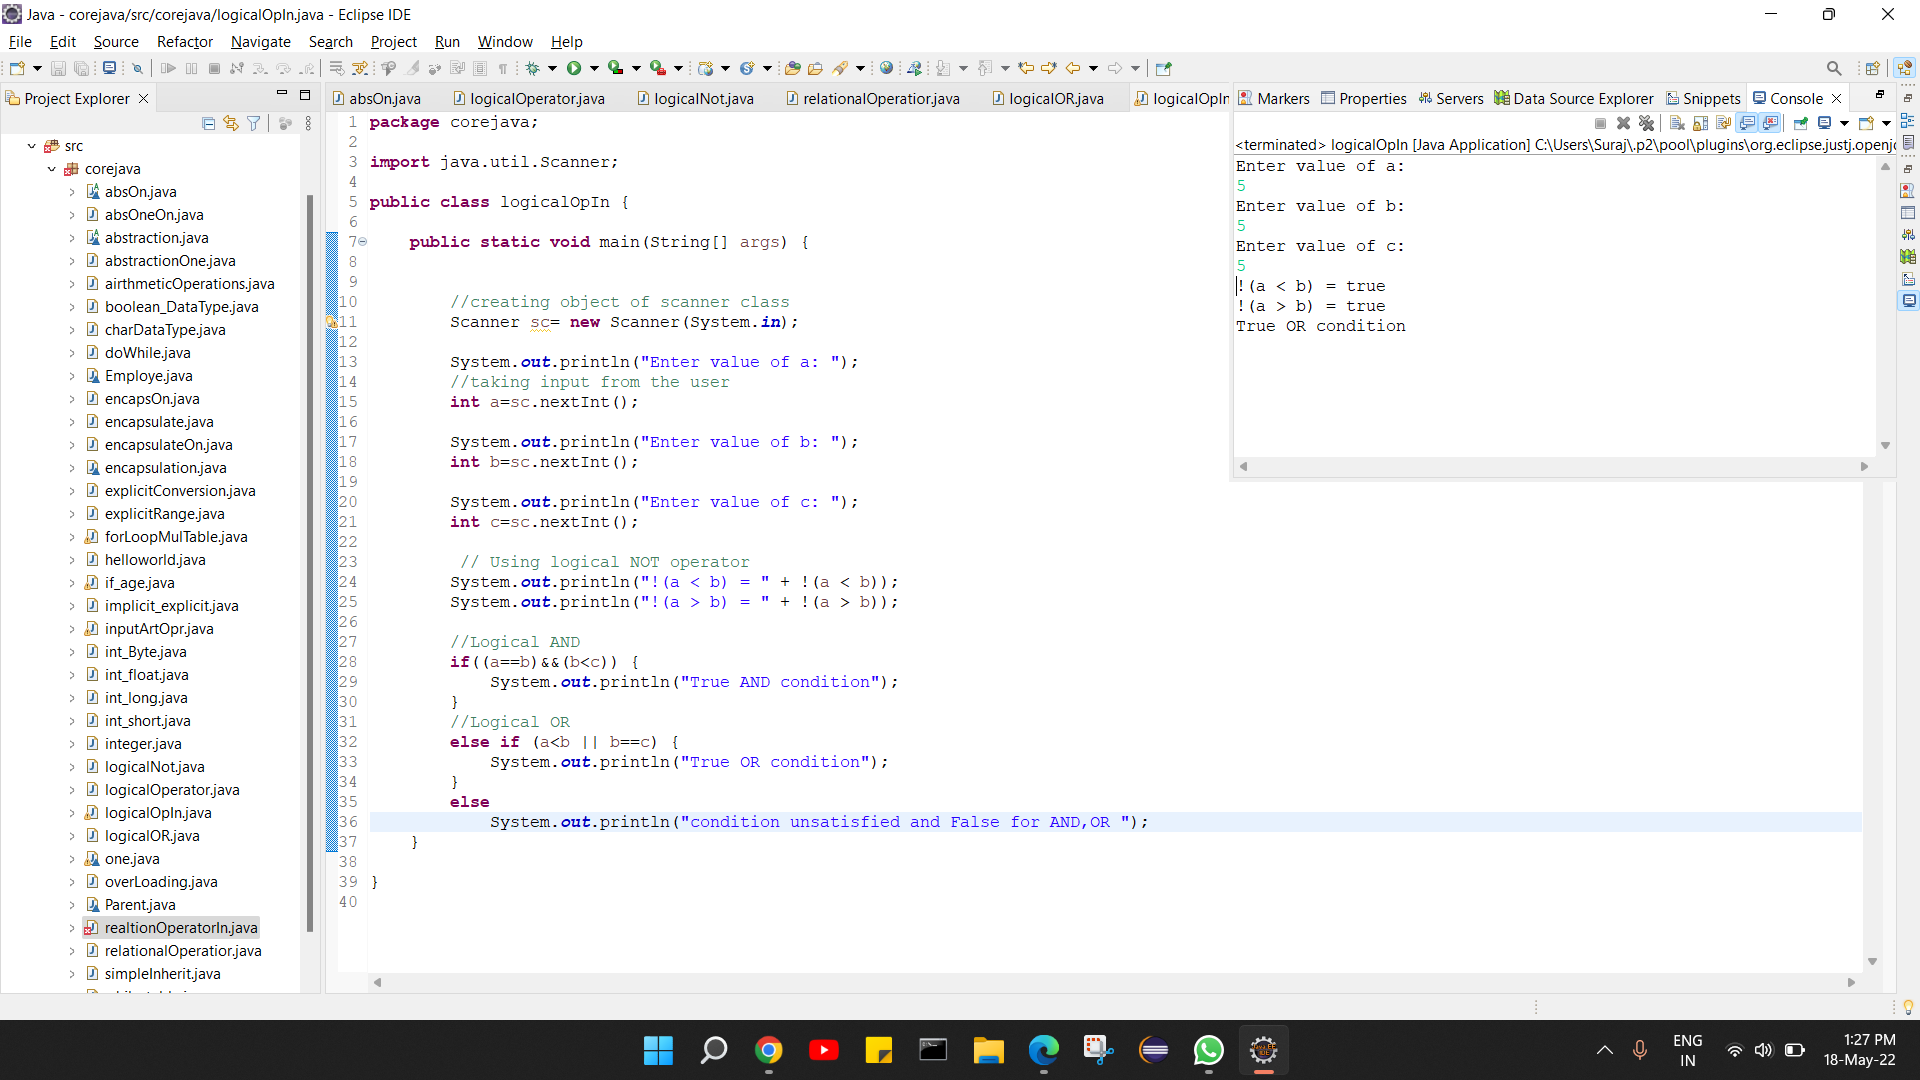 Java - corejava/src/corejava/logicalOpIn.java - Eclipse IDE
File Edit Source Refactor Navigate Search Project Run Window Help
Project Explorer
src
corejava
absOn.java
absOneOn.java
abstraction.java
abstractionOne.java
airthmeticOperations.java
boolean_DataType.java
charDataType.java
doWhile.java
Employe.java
encapsOn.java
encapsulate.java
encapsulateOn.java
encapsulation.java
explicitConversion.java
explicitRange.java
forLoopMulTable.java
helloworld.java
if_age.java
implicit_explicit.java
inputArtOpr.java
int_Byte.java
int_float.java
int_long.java
int_short.java
integer.java
logicalNot.java
logicalOperator.java
logicalOpIn.java
logicalOR.java
one.java
overLoading.java
Parent.java
realtionOperatorIn.java
relationalOperatior.java
simpleInherit.java
absOn.java logicalOperator.java logicalNot.java relationalOperatior.java logicalOR.java logicalOpIn
1 package corejava;
2
3 import java.util.Scanner;
4
5 public class logicalOpIn {
6
7 public static void main(String[] args) {
8
9
10 //creating object of scanner class
11 Scanner sc= new Scanner(System.in);
12
13 System.out.println("Enter value of a: ");
14 //taking input from the user
15 int a=sc.nextInt();
16
17 System.out.println("Enter value of b: ");
18 int b=sc.nextInt();
19
20 System.out.println("Enter value of c: ");
21 int c=sc.nextInt();
22
23 // Using logical NOT operator
24 System.out.println("!(a < b) = " + !(a < b));
25 System.out.println("!(a > b) = " + !(a > b));
26
27 //Logical AND
28 if((a==b)&&(b<c)) {
29 System.out.println("True AND condition");
30 }
31 //Logical OR
32 else if (a<b || b==c) {
33 System.out.println("True OR condition");
34 }
35 else
36 System.out.println("condition unsatisfied and False for AND,OR ");
37 }
38
39 }
40
Markers Properties Servers Data Source Explorer Snippets Console
<terminated> logicalOpIn [Java Application] C:\Users\Suraj\.p2\pool\plugins\org.eclipse.justj.openj
Enter value of a:
5
Enter value of b:
5
Enter value of c:
5
!(a < b) = true
!(a > b) = true
True OR condition
ENG
IN
1:27 PM
18-May-22